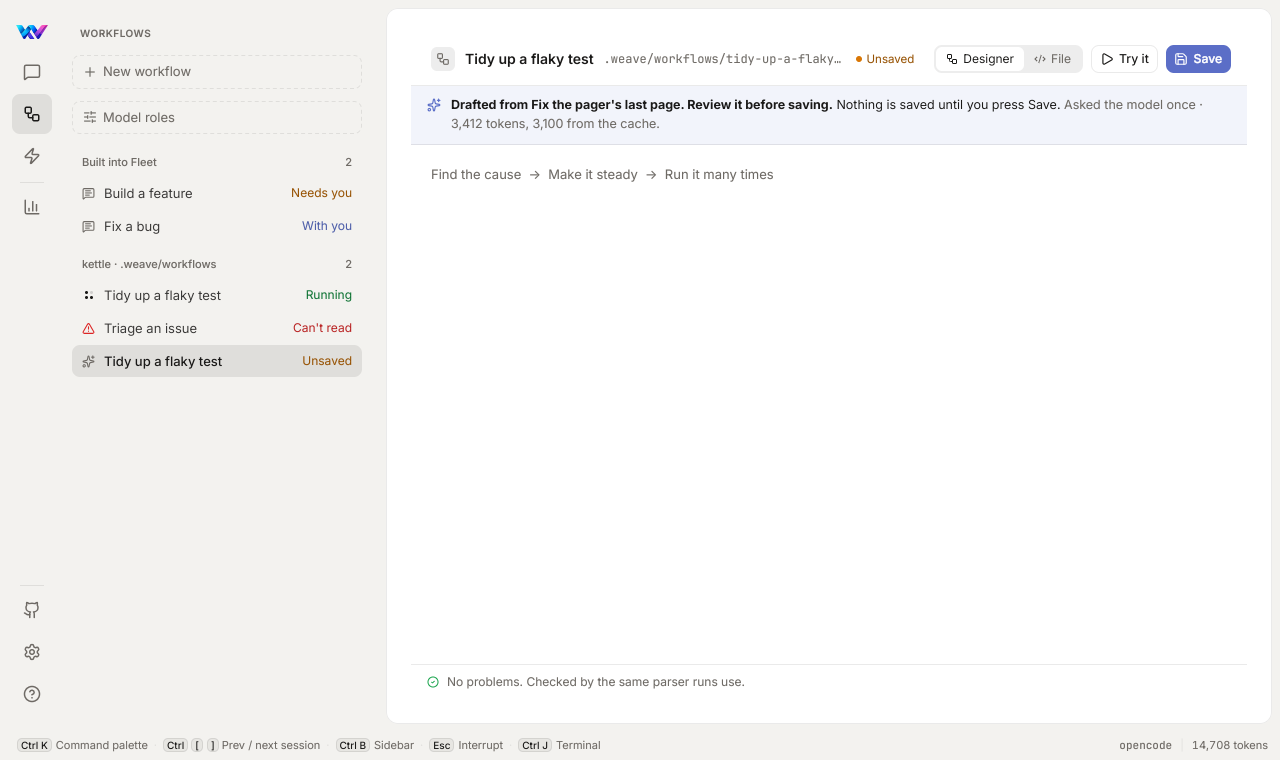 WORKFLOWS
New workflow
Model roles
Built into Fleet 2
Build a feature Needs you
Fix a bug With you
kettle · .weave/workflows 2
Tidy up a flaky test Running
Triage an issue Can't read
Tidy up a flaky test Unsaved
Tidy up a flaky test .weave/workflows/tidy-up-a-flaky… Unsaved Designer File Try it Save
Drafted from Fix the pager's last page. Review it before saving. Nothing is saved until you press Save. Asked the model once ·
3,412 tokens, 3,100 from the cache.
Find the cause → Make it steady → Run it many times
No problems. Checked by the same parser runs use.
Ctrl K Command palette Ctrl [ ] Prev / next session Ctrl B Sidebar Esc Interrupt Ctrl J Terminal opencode 14,708 tokens